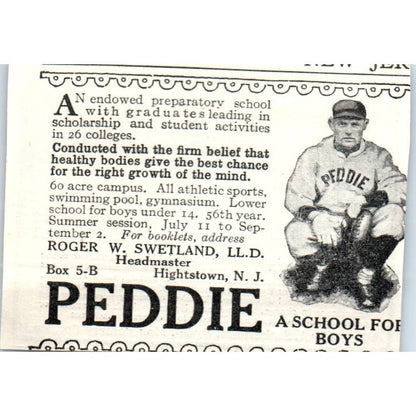 NEW JER
AN endowed preparatory school
with graduates leading in
scholarship and student activities
in 26 colleges.
Conducted with the firm belief that
healthy bodies give the best chance
for the right growth of the mind.
60 acre campus. All athletic sports,
swimming pool, gymnasium. Lower
school for boys under 14. 56th year.
Summer session, July 11 to Sep-
tember 2. For booklets, address
ROGER W. SWETLAND, LL.D.
Headmaster
Box 5-B Hightstown, N. J.
PEDDIE
PEDDIE
A SCHOOL FOR
BOYS